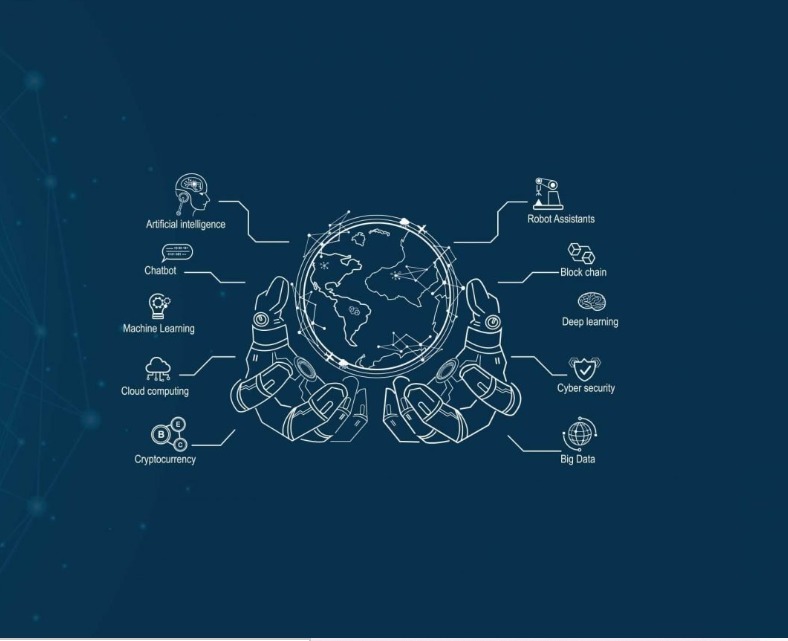 Artificial intelligence
Chatbot
Machine Learning
Cloud computing
B
E
C
Cryptocurrency
Robot Assistants
Block chain
Deep learning
Cyber security
Big Data